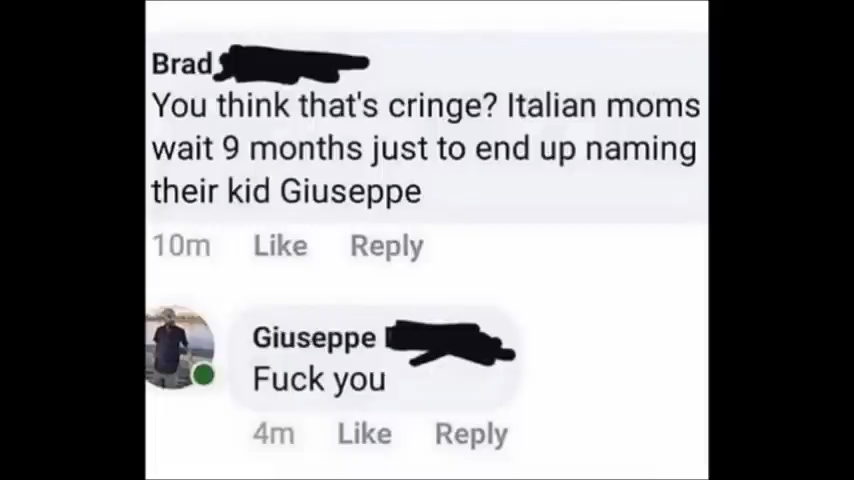 Brad
You think that's cringe? Italian moms
wait 9 months just to end up naming
their kid Giuseppe
10m Like Reply
Giuseppe
Fuck you
4m Like Reply